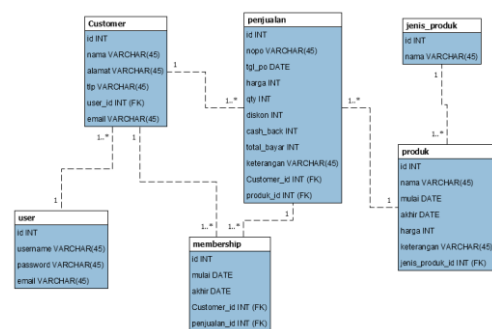 Customer
id INT
nama VARCHAR(45)
alamat VARCHAR(45)
tlp VARCHAR(45)
user_id INT (FK)
email VARCHAR(45)
penjualan
id INT
nopo VARCHAR(45)
tgl_po DATE
harga INT
qty INT
diskon INT
cash_back INT
total_bayar INT
keterangan VARCHAR(45)
Customer_id INT (FK)
produk_id INT (FK)
jenis_produk
id INT
nama VARCHAR(45)
produk
id INT
nama VARCHAR(45)
mulai DATE
akhir DATE
harga INT
keterangan VARCHAR(45)
jenis_produk_id INT (FK)
user
id INT
username VARCHAR(45)
password VARCHAR(45)
email VARCHAR(45)
membership
id INT
mulai DATE
akhir DATE
Customer_id INT (FK)
penjualan_id INT (FK)
1
1..*
1..*
1
1
1..*
1..*
1
1
1..*
1
1..*